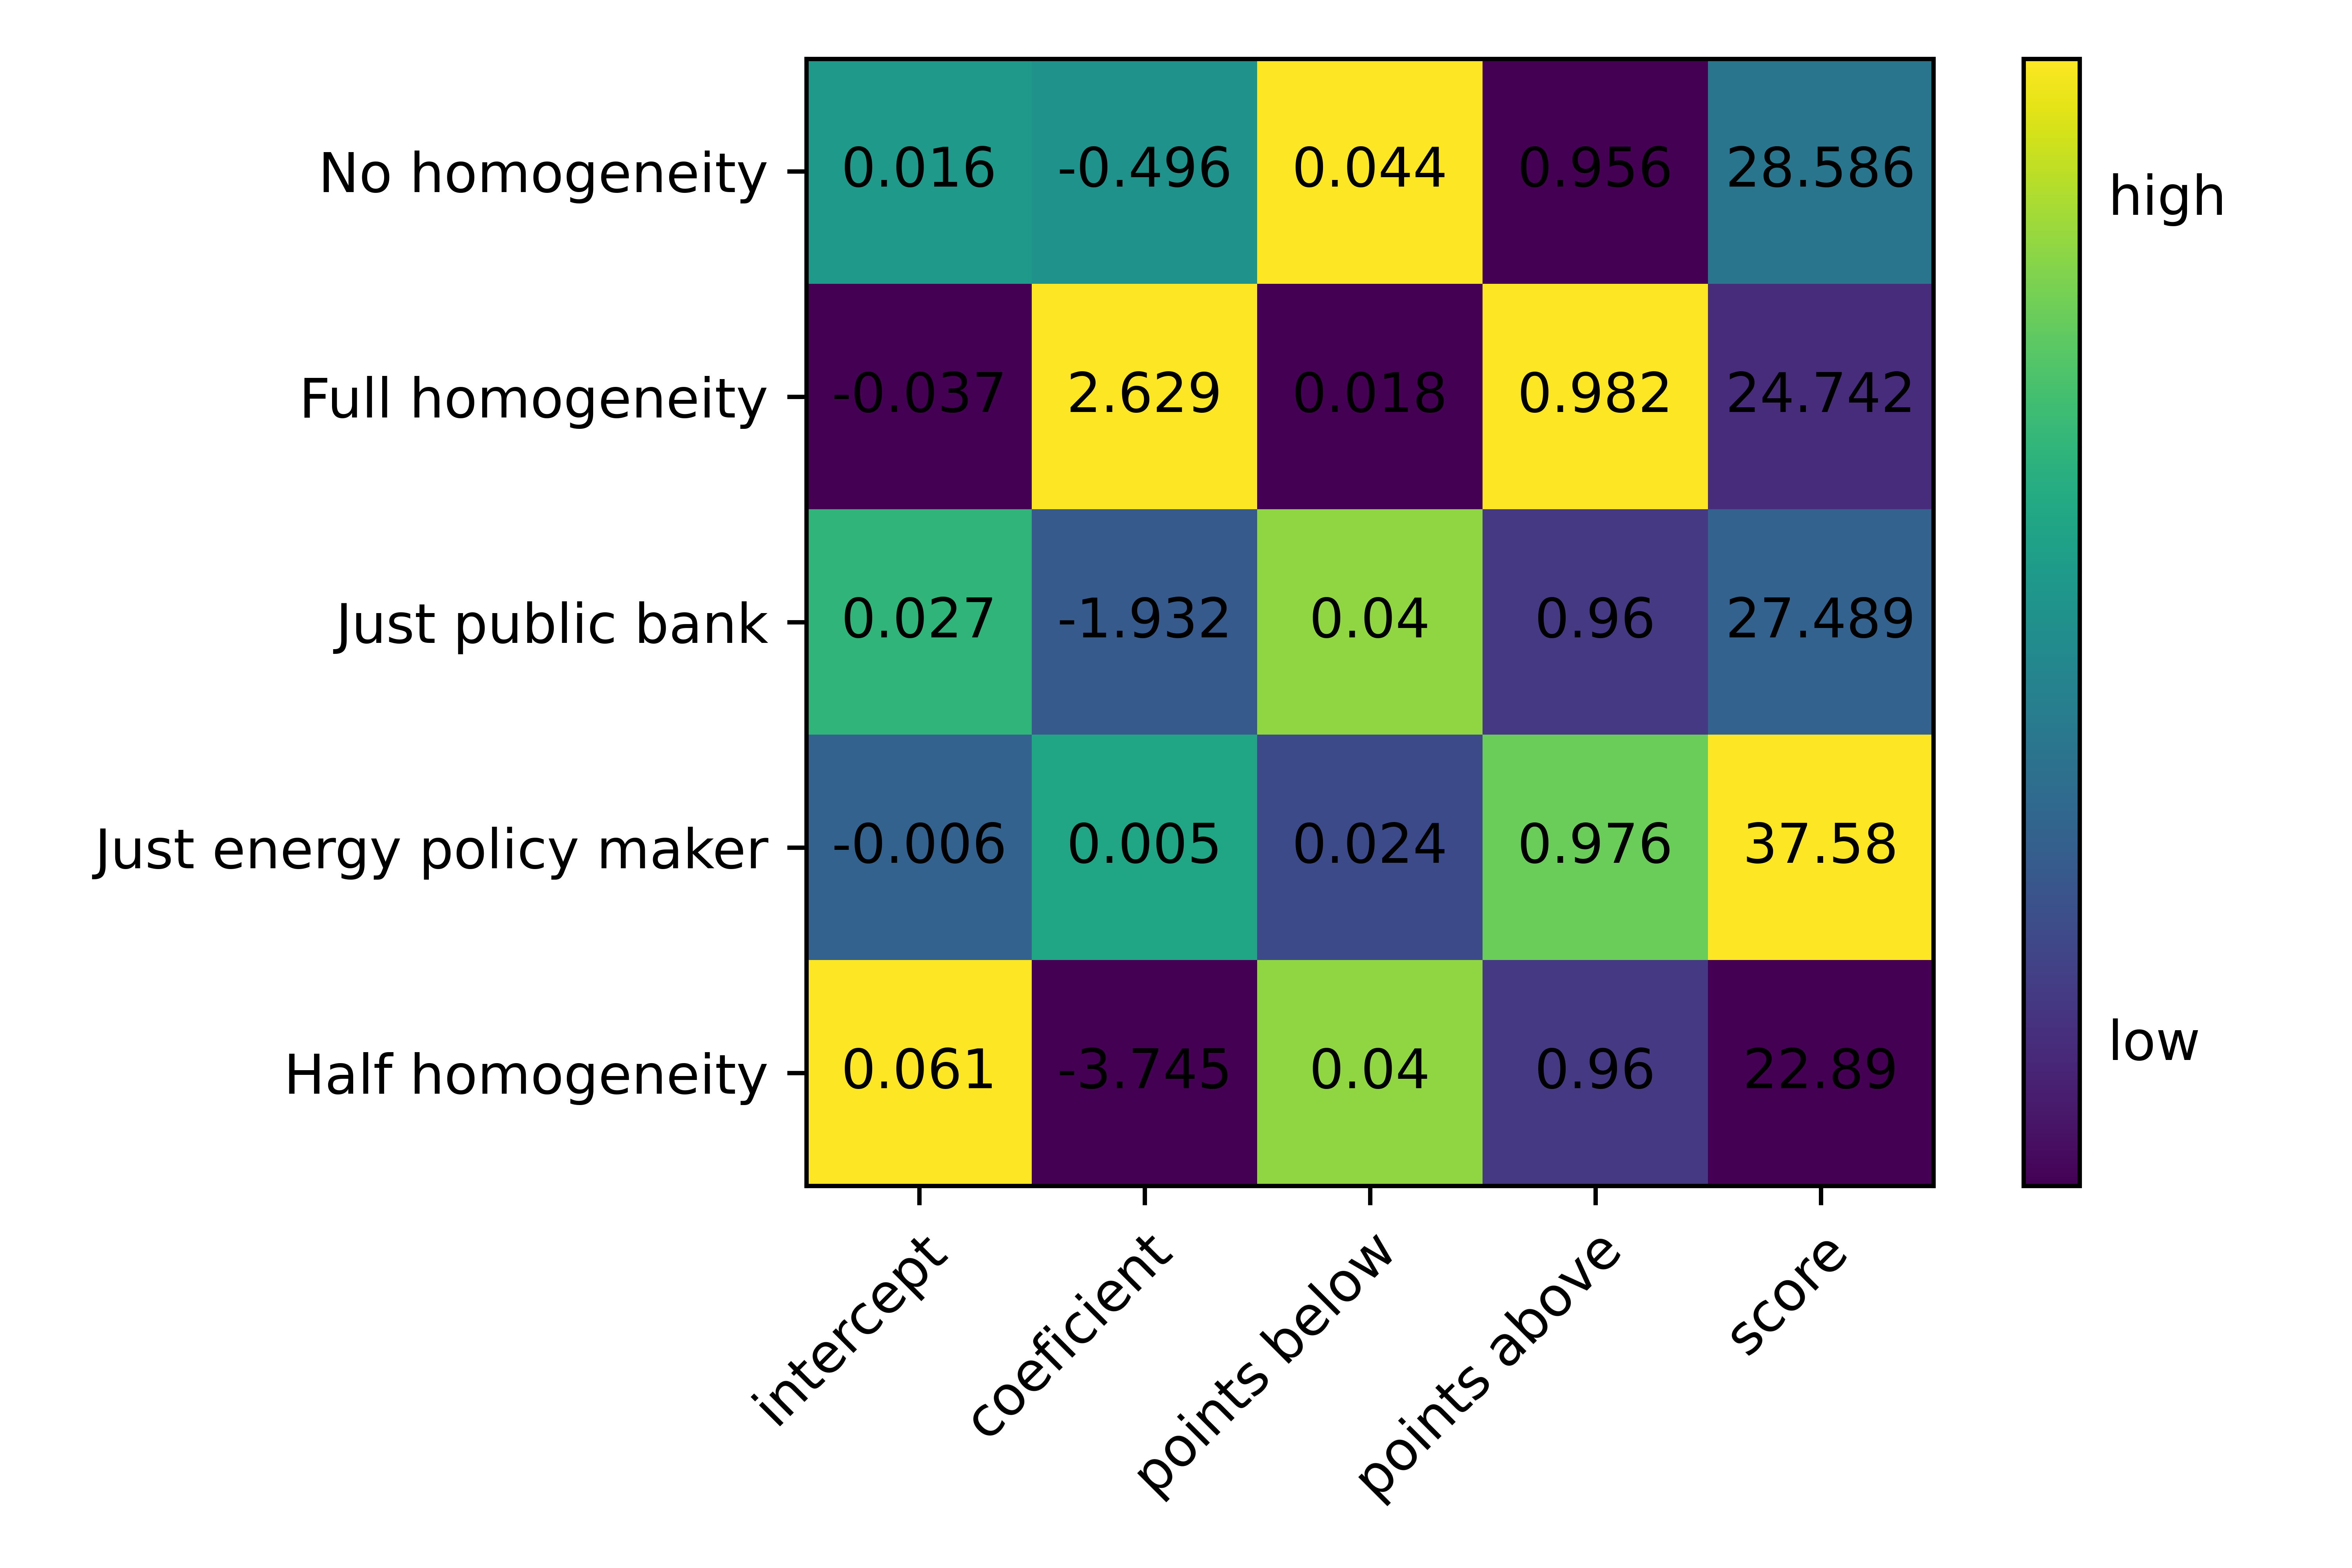 No homogeneity 0.016 -0.496 0.044 0.956 28.586
high
Full homogeneity -0.037 2.629 0.018 0.982 24.742
Just public bank 0.027 -1.932 0.04 0.96 27.489
Just energy policy maker -0.006 0.005 0.024 0.976 37.58
Half homogeneity 0.061 -3.745 0.04 0.96 22.89
low
intercept
coeficient
points below
points above
score